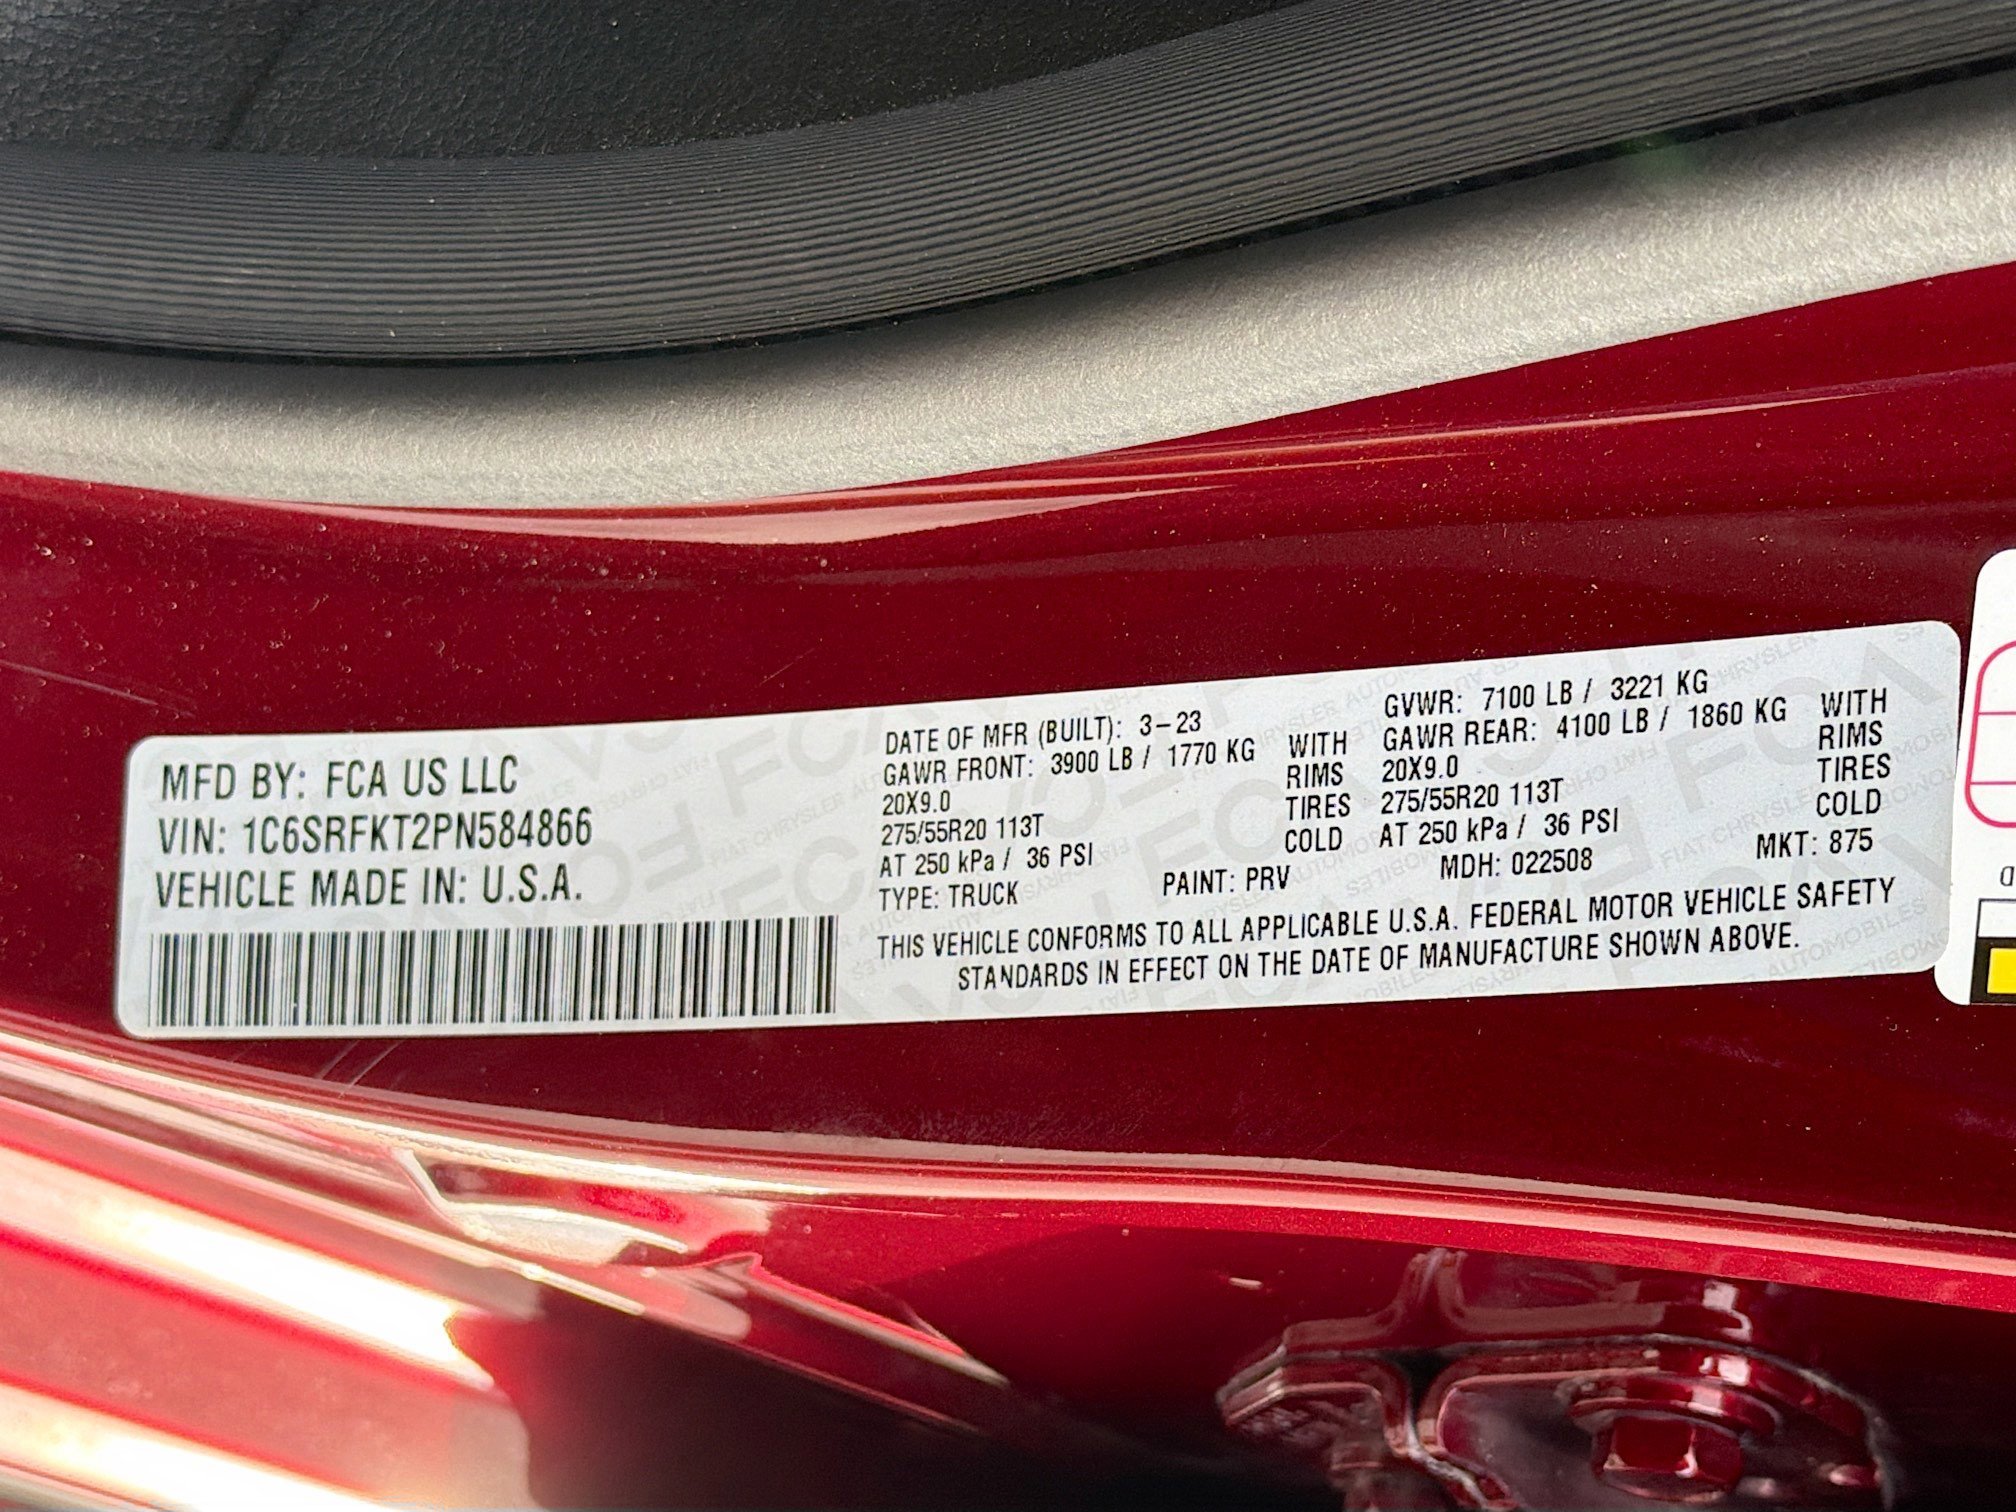 MFD BY: FCA US LLC
VIN: 1C6SRFKT2PN584866
VEHICLE MADE IN: U.S.A.
DATE OF MFR (BUILT): 3-23
GVWR: 7100 LB / 3221 KG
GAWR FRONT: 3900 LB / 1770 KG WITH
20X9.0 RIMS
275/55R20 113T TIRES
AT 250 kPa / 36 PSI COLD
GAWR REAR: 4100 LB / 1860 KG WITH
20X9.0 RIMS
275/55R20 113T TIRES
AT 250 kPa / 36 PSI COLD
TYPE: TRUCK PAINT: PRV MDH: 022508 MKT: 875
THIS VEHICLE CONFORMS TO ALL APPLICABLE U.S.A. FEDERAL MOTOR VEHICLE SAFETY
STANDARDS IN EFFECT ON THE DATE OF MANUFACTURE SHOWN ABOVE.